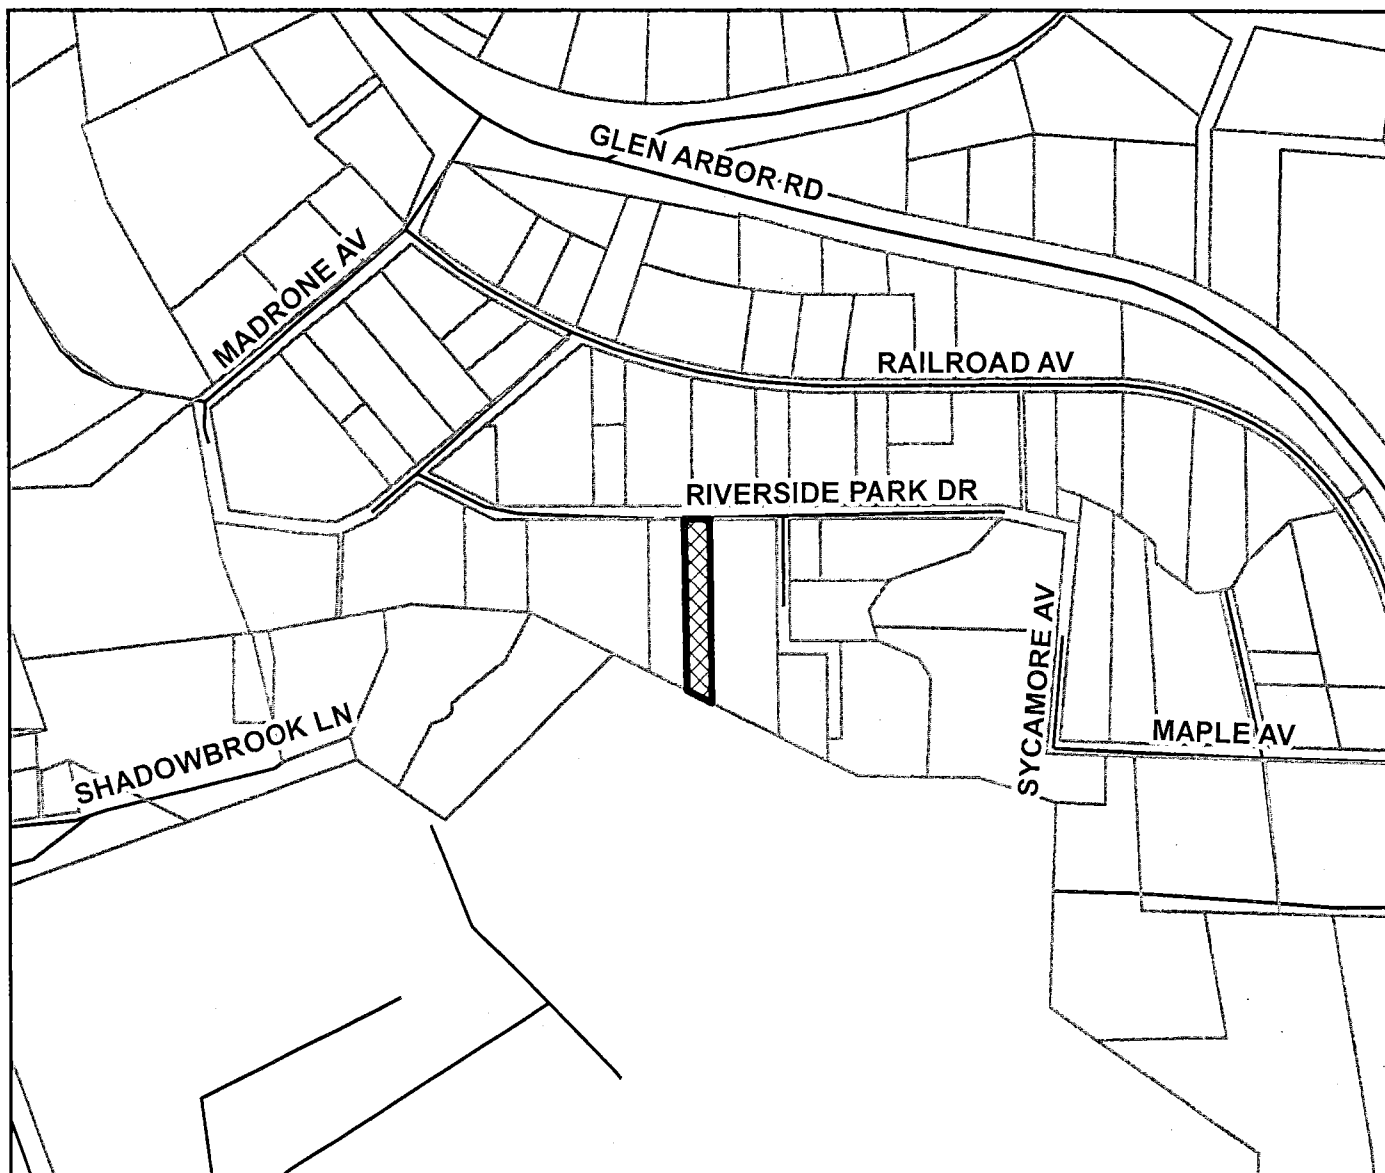 GLEN ARBOR RD
MADRONE AV
RAILROAD AV
RIVERSIDE PARK DR
SYCAMORE AV
SHADOWBROOK LN
MAPLE AV